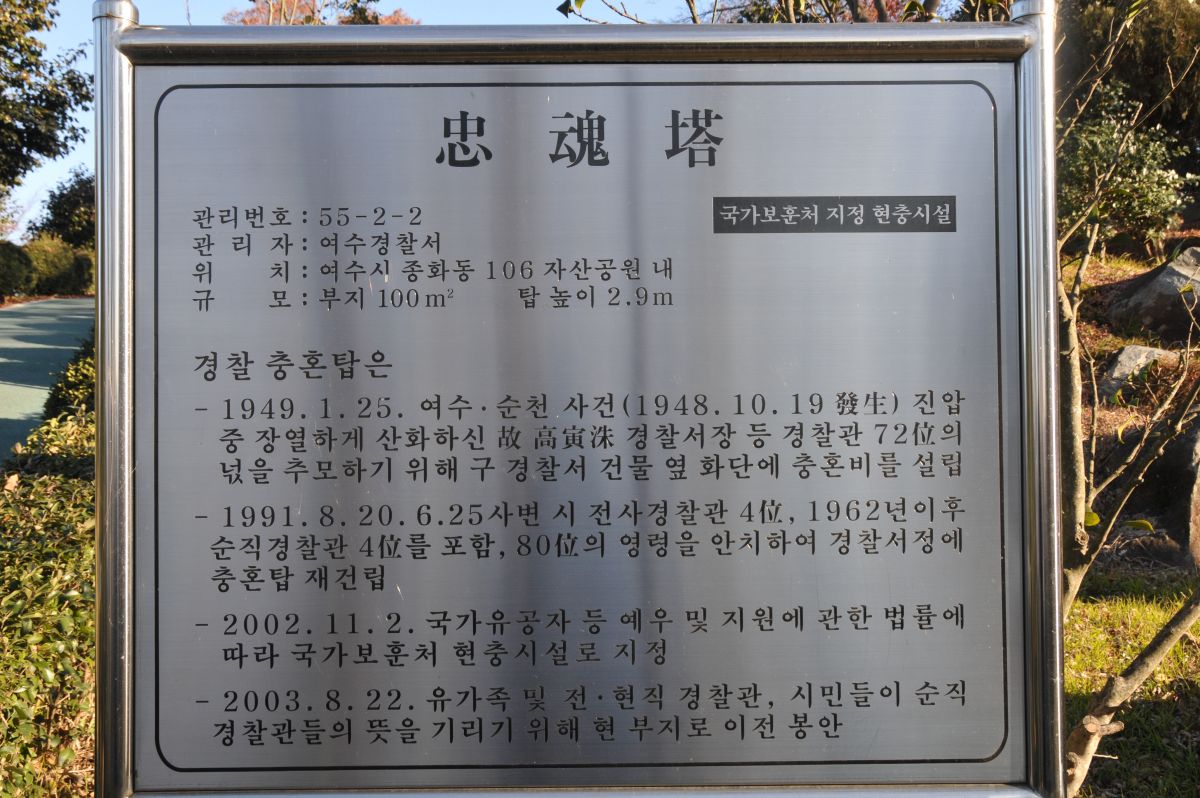 忠魂塔
관리번호 : 55-2-2
국가보훈처 지정 현충시설
관 리 자 : 여수경찰서
위 치 : 여수시 종화동 106 자산공원 내
규 모 : 부지 100m² 탑 높이 2.9m
경찰 충혼탑은
- 1949. 1. 25. 여수·순천 사건(1948. 10. 19 發生) 진압
중 장열하게 산화하신 故 高寅洙 경찰서장 등 경찰관 72位의
넋을 추모하기 위해 구 경찰서 건물 옆 화단에 충혼비를 설립
- 1991. 8. 20. 6.25사변 시 전사경찰관 4位, 1962년이후
순직경찰관 4位를 포함, 80位의 영령을 안치하여 경찰서정에
충혼탑 재건립
- 2002. 11. 2. 국가유공자 등 예우 및 지원에 관한 법률에
따라 국가보훈처 현충시설로 지정
- 2003. 8. 22. 유가족 및 전·현직 경찰관, 시민들이 순직
경찰관들의 뜻을 기리기 위해 현 부지로 이전 봉안